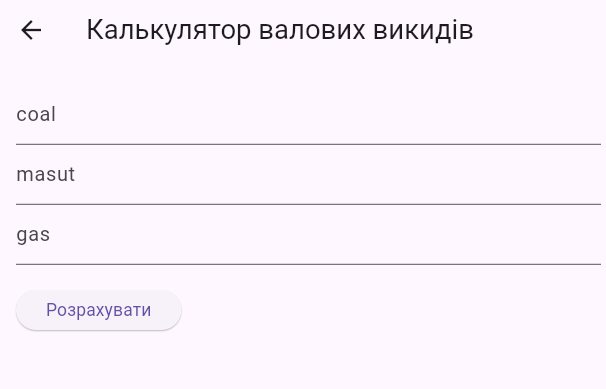 Калькулятор валових викидів
coal
masut
gas
Розрахувати